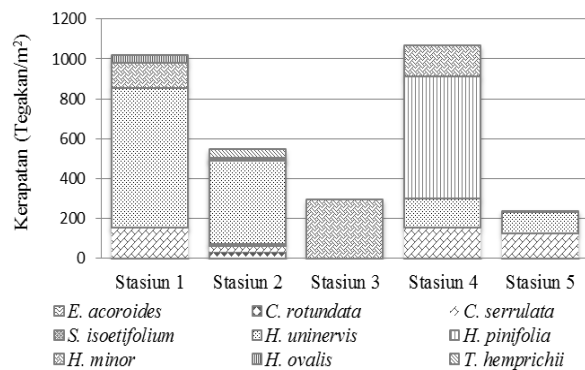 Kerapatan (Tegakan/m²)
1200
1000
800
600
400
200
0
Stasiun 1 Stasiun 2 Stasiun 3 Stasiun 4 Stasiun 5
E. acoroides C. rotundata C. serrulata
S. isoetifolium H. uninervis H. pinifolia
H. minor H. ovalis T. hemprichii